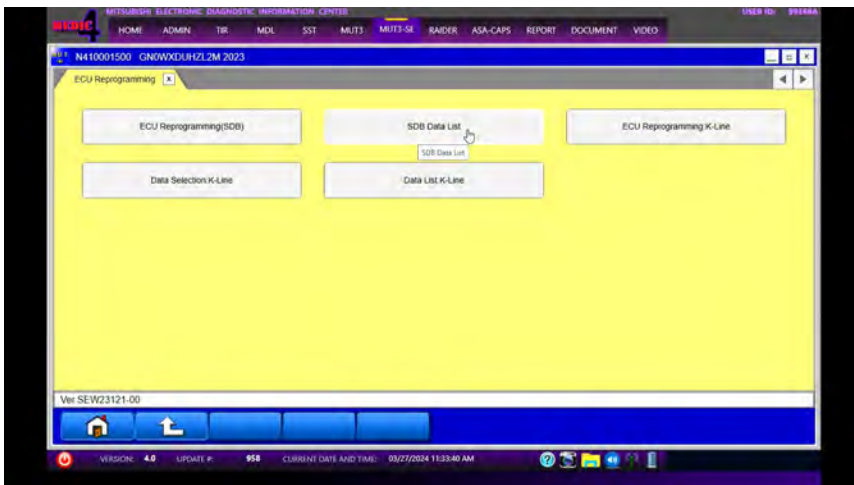 MITSUBISHI ELECTRONIC DIAGNOSTIC INFORMATION CENTER
USER ID: 99144A
MEDIC 4
HOME ADMIN TIR MDL SST MUT3 MUT3-SE RAIDER ASA-CAPS REPORT DOCUMENT VIDEO
N410001500 GN0WXDUHZL2M 2023
ECU Reprogramming
ECU Reprogramming(SDB) SDB Data List ECU Reprogramming K-Line
SDB Data List
Data Selection K-Line Data List K-Line
Ver.SEW23121-00
VERSION: 4.0 UPDATE #: 958 CURRENT DATE AND TIME: 03/27/2024 11:33:40 AM